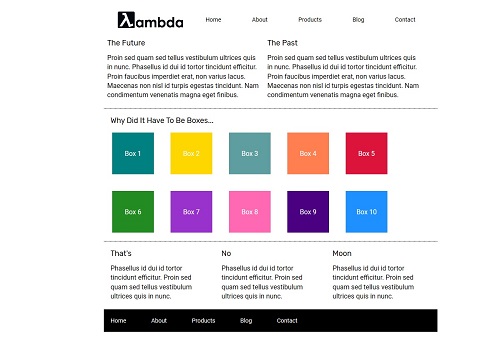 λambda Home About Products Blog Contact
The Future
Proin sed quam sed tellus vestibulum ultrices quis
in nunc. Phasellus id dui id tortor tincidunt efficitur.
Proin faucibus imperdiet erat, non varius lacus.
Maecenas non nisl id turpis egestas tincidunt. Nam
condimentum venenatis magna eget finibus.
The Past
Proin sed quam sed tellus vestibulum ultrices quis
in nunc. Phasellus id dui id tortor tincidunt efficitur.
Proin faucibus imperdiet erat, non varius lacus.
Maecenas non nisl id turpis egestas tincidunt. Nam
condimentum venenatis magna eget finibus.
Why Did It Have To Be Boxes...
Box 1 Box 2 Box 3 Box 4 Box 5
Box 6 Box 7 Box 8 Box 9 Box 10
That's
Phasellus id dui id tortor
tincidunt efficitur. Proin sed
quam sed tellus vestibulum
ultrices quis in nunc.
No
Phasellus id dui id tortor
tincidunt efficitur. Proin sed
quam sed tellus vestibulum
ultrices quis in nunc.
Moon
Phasellus id dui id tortor
tincidunt efficitur. Proin sed
quam sed tellus vestibulum
ultrices quis in nunc.
Home About Products Blog Contact